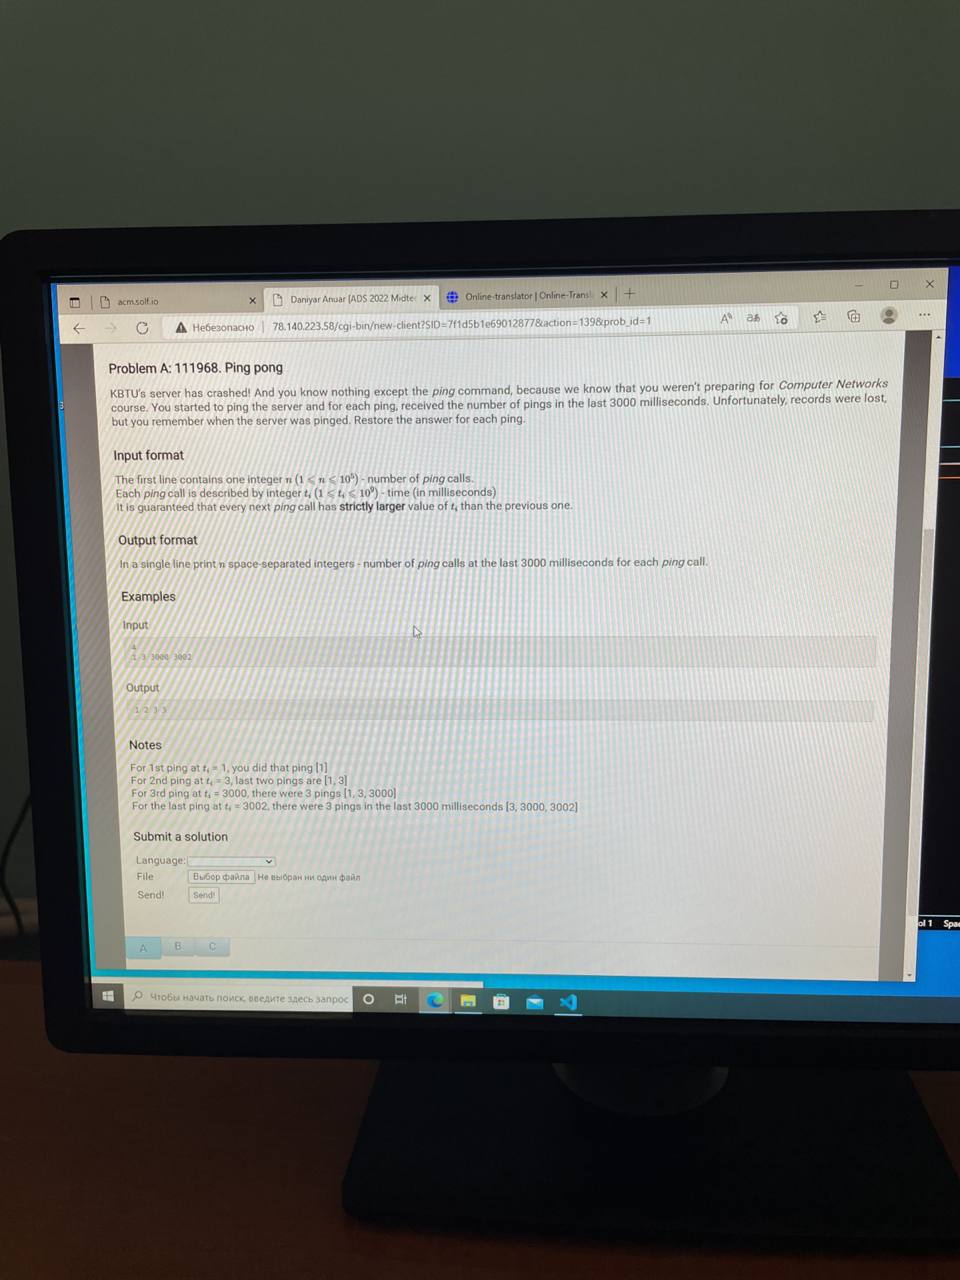 acm.solf.io
Daniyar Anuar [ADS 2022 Midter
Online-translator | Online-Transl
Небезопасно
78.140.223.58/cgi-bin/new-client?SID=7f1d5b1e69012877&action=139&prob_id=1
Problem A: 111968. Ping pong
KBTU's server has crashed! And you know nothing except the ping command, because we know that you weren't preparing for Computer Networks
course. You started to ping the server and for each ping, received the number of pings in the last 3000 milliseconds. Unfortunately, records were lost,
but you remember when the server was pinged. Restore the answer for each ping.
Input format
The first line contains one integer n (1 ⩽ n ⩽ 10⁵) - number of ping calls.
Each ping call is described by integer tᵢ (1 ⩽ tᵢ ⩽ 10⁹) - time (in milliseconds)
It is guaranteed that every next ping call has strictly larger value of tᵢ than the previous one.
Output format
In a single line print n space-separated integers - number of ping calls at the last 3000 milliseconds for each ping call.
Examples
Input
4
1 3 3000 3002
Output
1 2 3 3
Notes
For 1st ping at tᵢ = 1, you did that ping [1]
For 2nd ping at tᵢ = 3, last two pings are [1, 3]
For 3rd ping at tᵢ = 3000, there were 3 pings [1, 3, 3000]
For the last ping at tᵢ = 3002, there were 3 pings in the last 3000 milliseconds [3, 3000, 3002]
Submit a solution
Language:
File
Выбор файла Не выбран ни один файл
Send!
Send!
A B C
ol 1 Spa
Чтобы начать поиск, введите здесь запрос